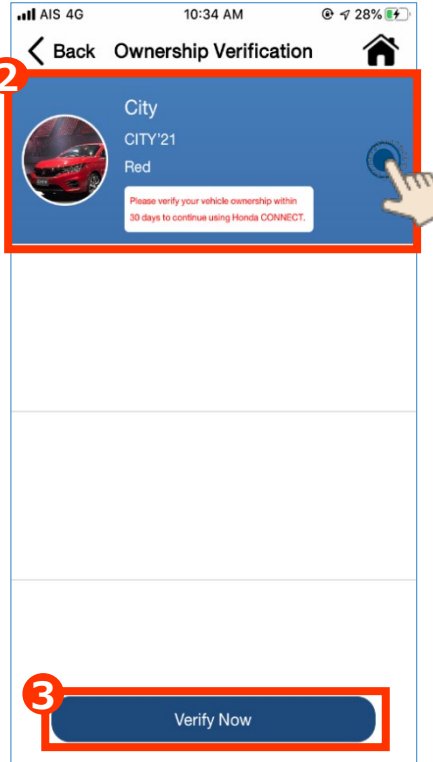 AIS 4G 10:34 AM 28%
Back Ownership Verification
2
City
CITY'21
Red
Please verify your vehicle ownership within
30 days to continue using Honda CONNECT.
3
Verify Now